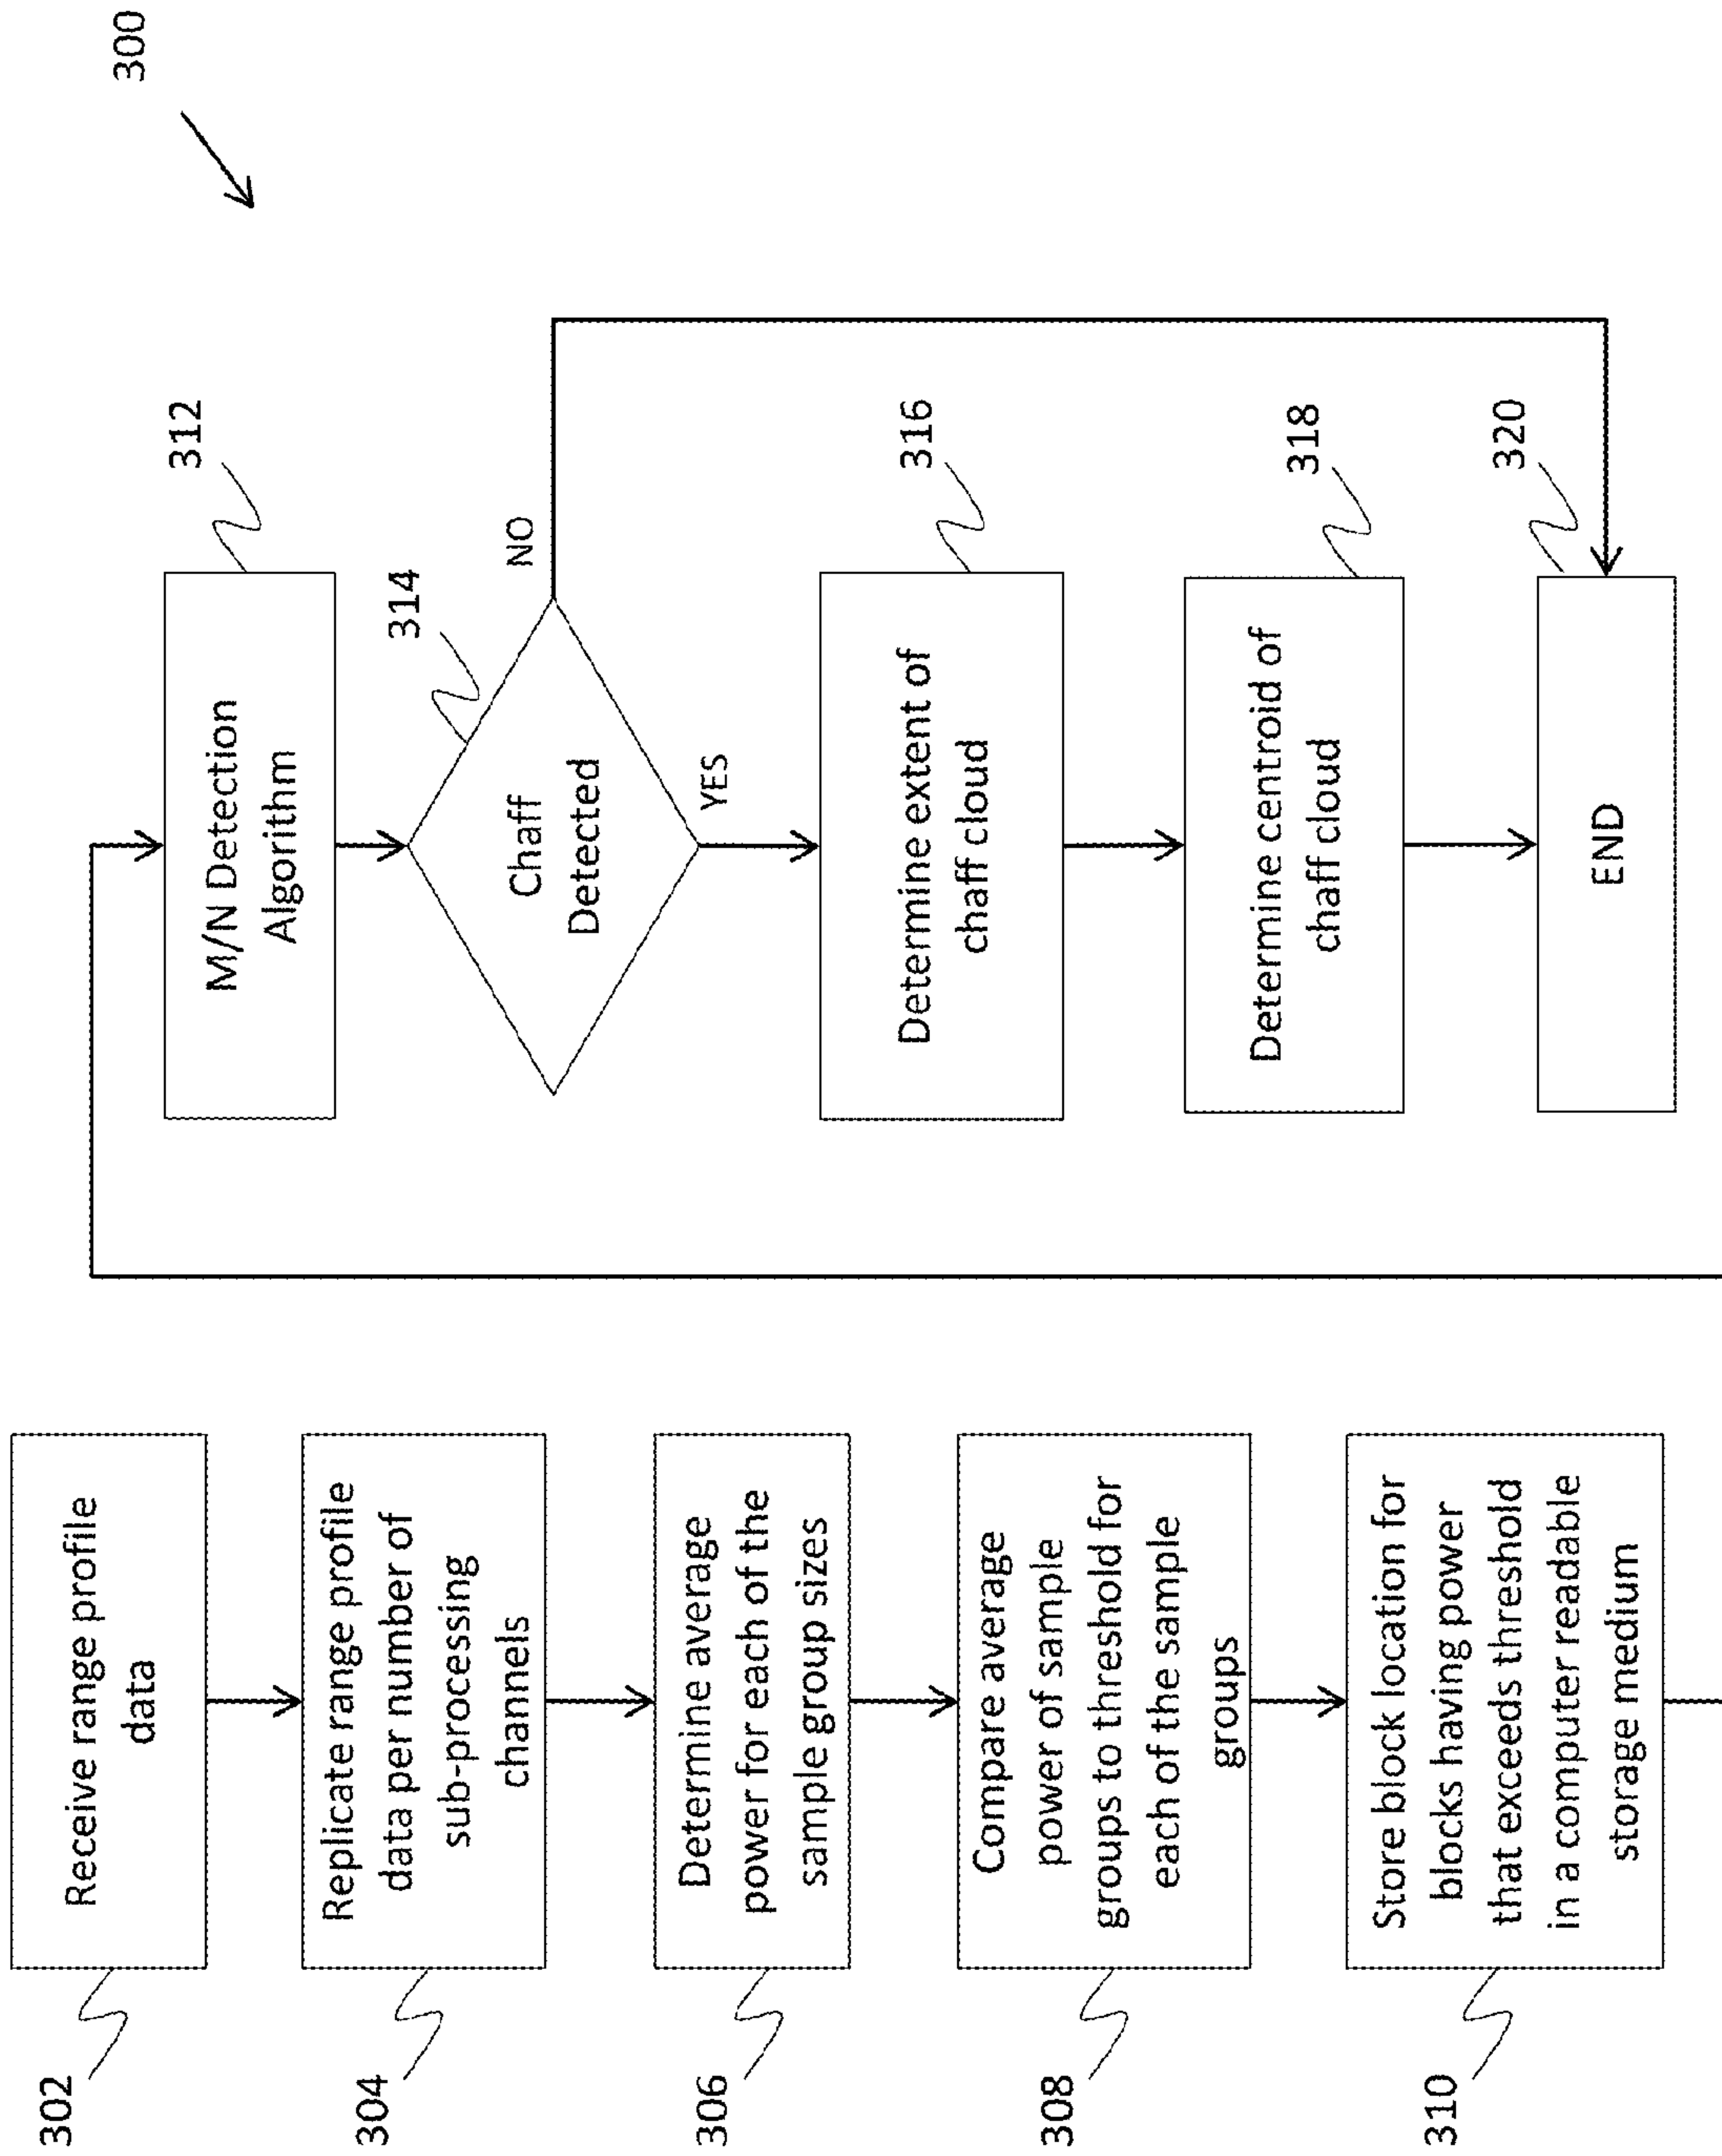 300
302
Receive range profile
data
304
Replicate range profile
data per number of
sub-processing
channels
306
Determine average
power for each of the
sample group sizes
308
Compare average
power of sample
groups to threshold for
each of the sample
groups
310
Store block location for
blocks having power
that exceeds threshold
in a computer readable
storage medium
312
M/N Detection
Algorithm
314
Chaff
Detected
NO
YES
316
Determine extent of
chaff cloud
318
Determine centroid of
chaff cloud
320
END